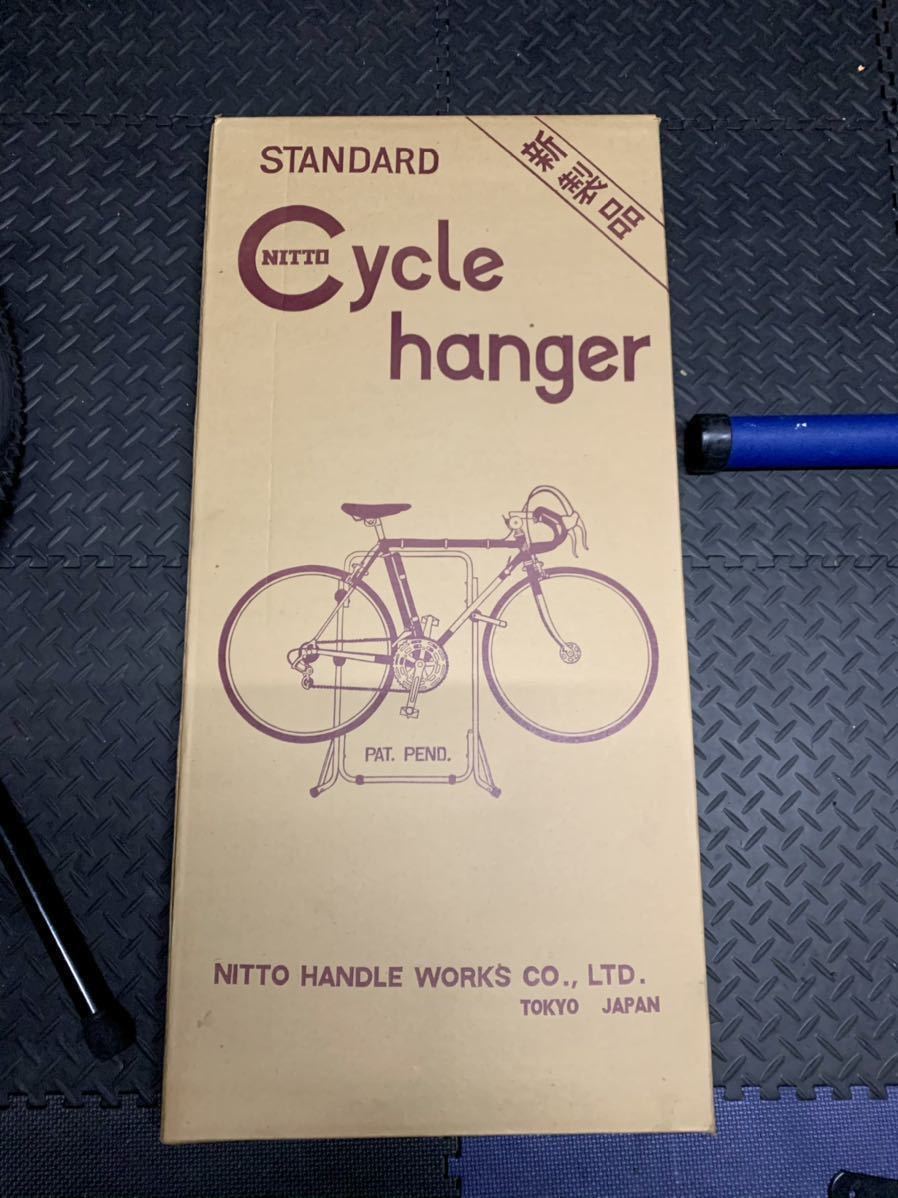 STANDARD
新製品
NITTO
Cycle
hanger
PAT. PEND.
NITTO HANDLE WORKS CO., LTD.
TOKYO JAPAN